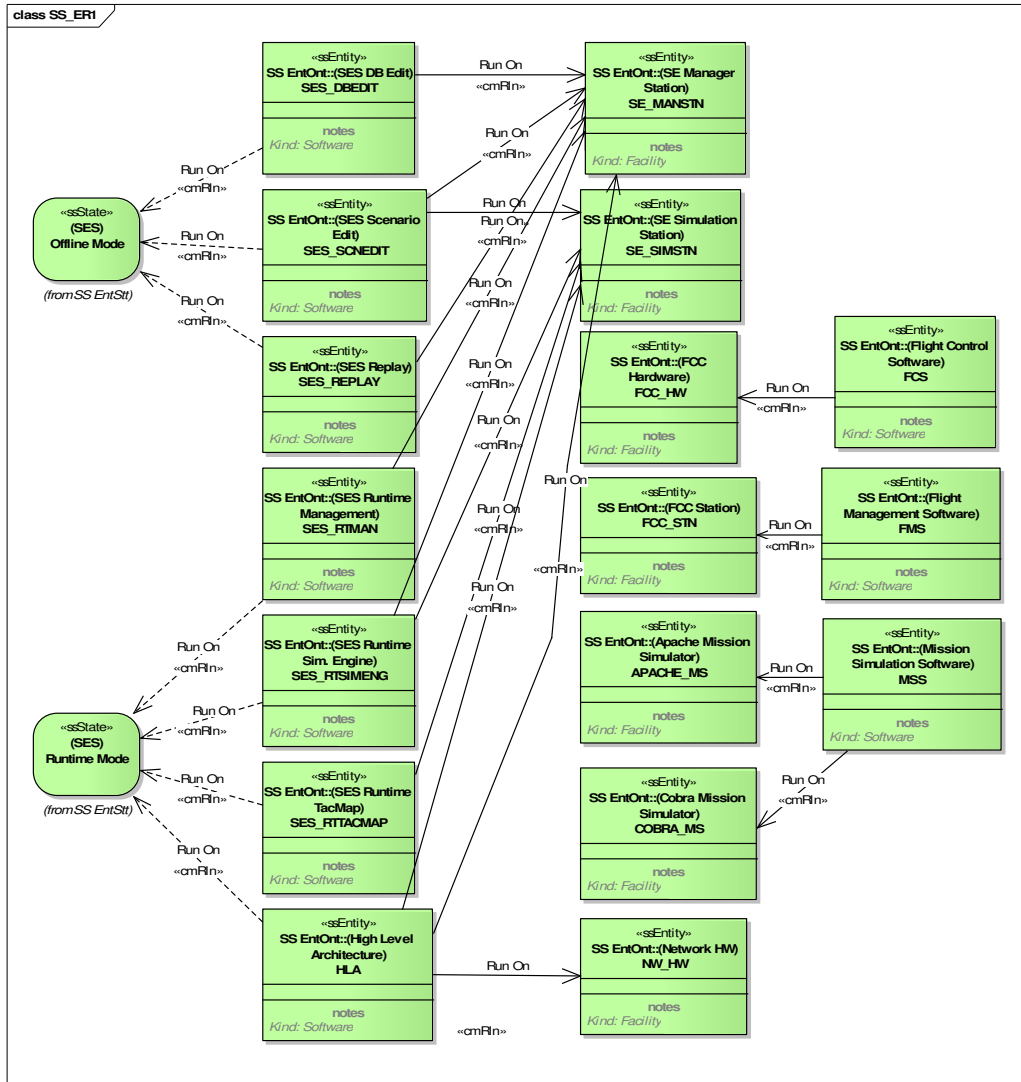 class SS_ER1
«ssEntity»
SS EntOnt::(SES DB Edit)
SES_DBEDIT
notes
Kind: Software
«ssEntity»
SS EntOnt::(SE Manager
Station)
SE_MANSTN
notes
Kind: Facility
Run On
«cmRln»
Run On
«cmRln»
Run On
«cmRln»
«ssState»
(SES)
Offline Mode
(from SS EntStt)
«ssEntity»
SS EntOnt::(SES Scenario
Edit)
SES_SCNEDIT
notes
Kind: Software
«ssEntity»
SS EntOnt::(SE Simulation
Station)
SE_SIMSTN
notes
Kind: Facility
Run On
«cmRln»
Run On
«cmRln»
Run On
«cmRln»
Run On
«cmRln»
Run On
«cmRln»
«ssEntity»
SS EntOnt::(SES Replay)
SES_REPLAY
notes
Kind: Software
«ssEntity»
SS EntOnt::(FCC
Hardware)
FCC_HW
notes
Kind: Facility
Run On
«cmRln»
«ssEntity»
SS EntOnt::(Flight Control
Software)
FCS
notes
Kind: Software
Run On
«cmRln»
Run On
«cmRln»
«ssEntity»
SS EntOnt::(SES Runtime
Management)
SES_RTMAN
notes
Kind: Software
«ssEntity»
SS EntOnt::(FCC Station)
FCC_STN
notes
Kind: Facility
Run On
«cmRln»
«ssEntity»
SS EntOnt::(Flight
Management Software)
FMS
notes
Kind: Software
Run On
«cmRln»
Run On
«cmRln»
Run On
«cmRln»
«ssEntity»
SS EntOnt::(SES Runtime
Sim. Engine)
SES_RTSIMENG
notes
Kind: Software
«ssEntity»
SS EntOnt::(Apache Mission
Simulator)
APACHE_MS
notes
Kind: Facility
Run On
«cmRln»
«ssEntity»
SS EntOnt::(Mission
Simulation Software)
MSS
notes
Kind: Software
Run On
«cmRln»
Run On
«cmRln»
«ssState»
(SES)
Runtime Mode
(from SS EntStt)
«ssEntity»
SS EntOnt::(SES Runtime
TacMap)
SES_RTTACMAP
notes
Kind: Software
«ssEntity»
SS EntOnt::(Cobra Mission
Simulator)
COBRA_MS
notes
Kind: Facility
Run On
«cmRln»
Run On
«cmRln»
Run On
«cmRln»
«ssEntity»
SS EntOnt::(High Level
Architecture)
HLA
notes
Kind: Software
Run On
«cmRln»
«ssEntity»
SS EntOnt::(Network HW)
NW_HW
notes
Kind: Facility